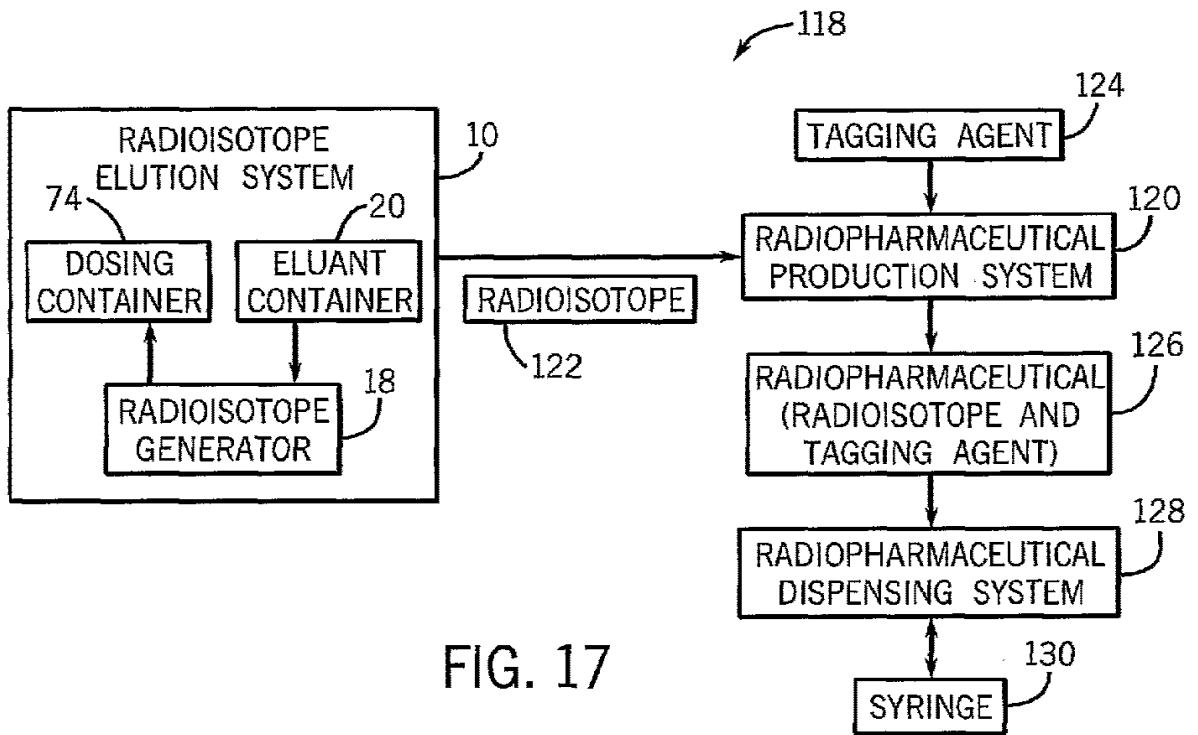 118
RADIOISOTOPE
ELUTION SYSTEM
10
74
20
DOSING
CONTAINER
ELUANT
CONTAINER
RADIOISOTOPE
GENERATOR
18
RADIOISOTOPE
122
124
TAGGING AGENT
120
RADIOPHARMACEUTICAL
PRODUCTION SYSTEM
126
RADIOPHARMACEUTICAL
(RADIOISOTOPE AND
TAGGING AGENT)
128
RADIOPHARMACEUTICAL
DISPENSING SYSTEM
130
SYRINGE
FIG. 17